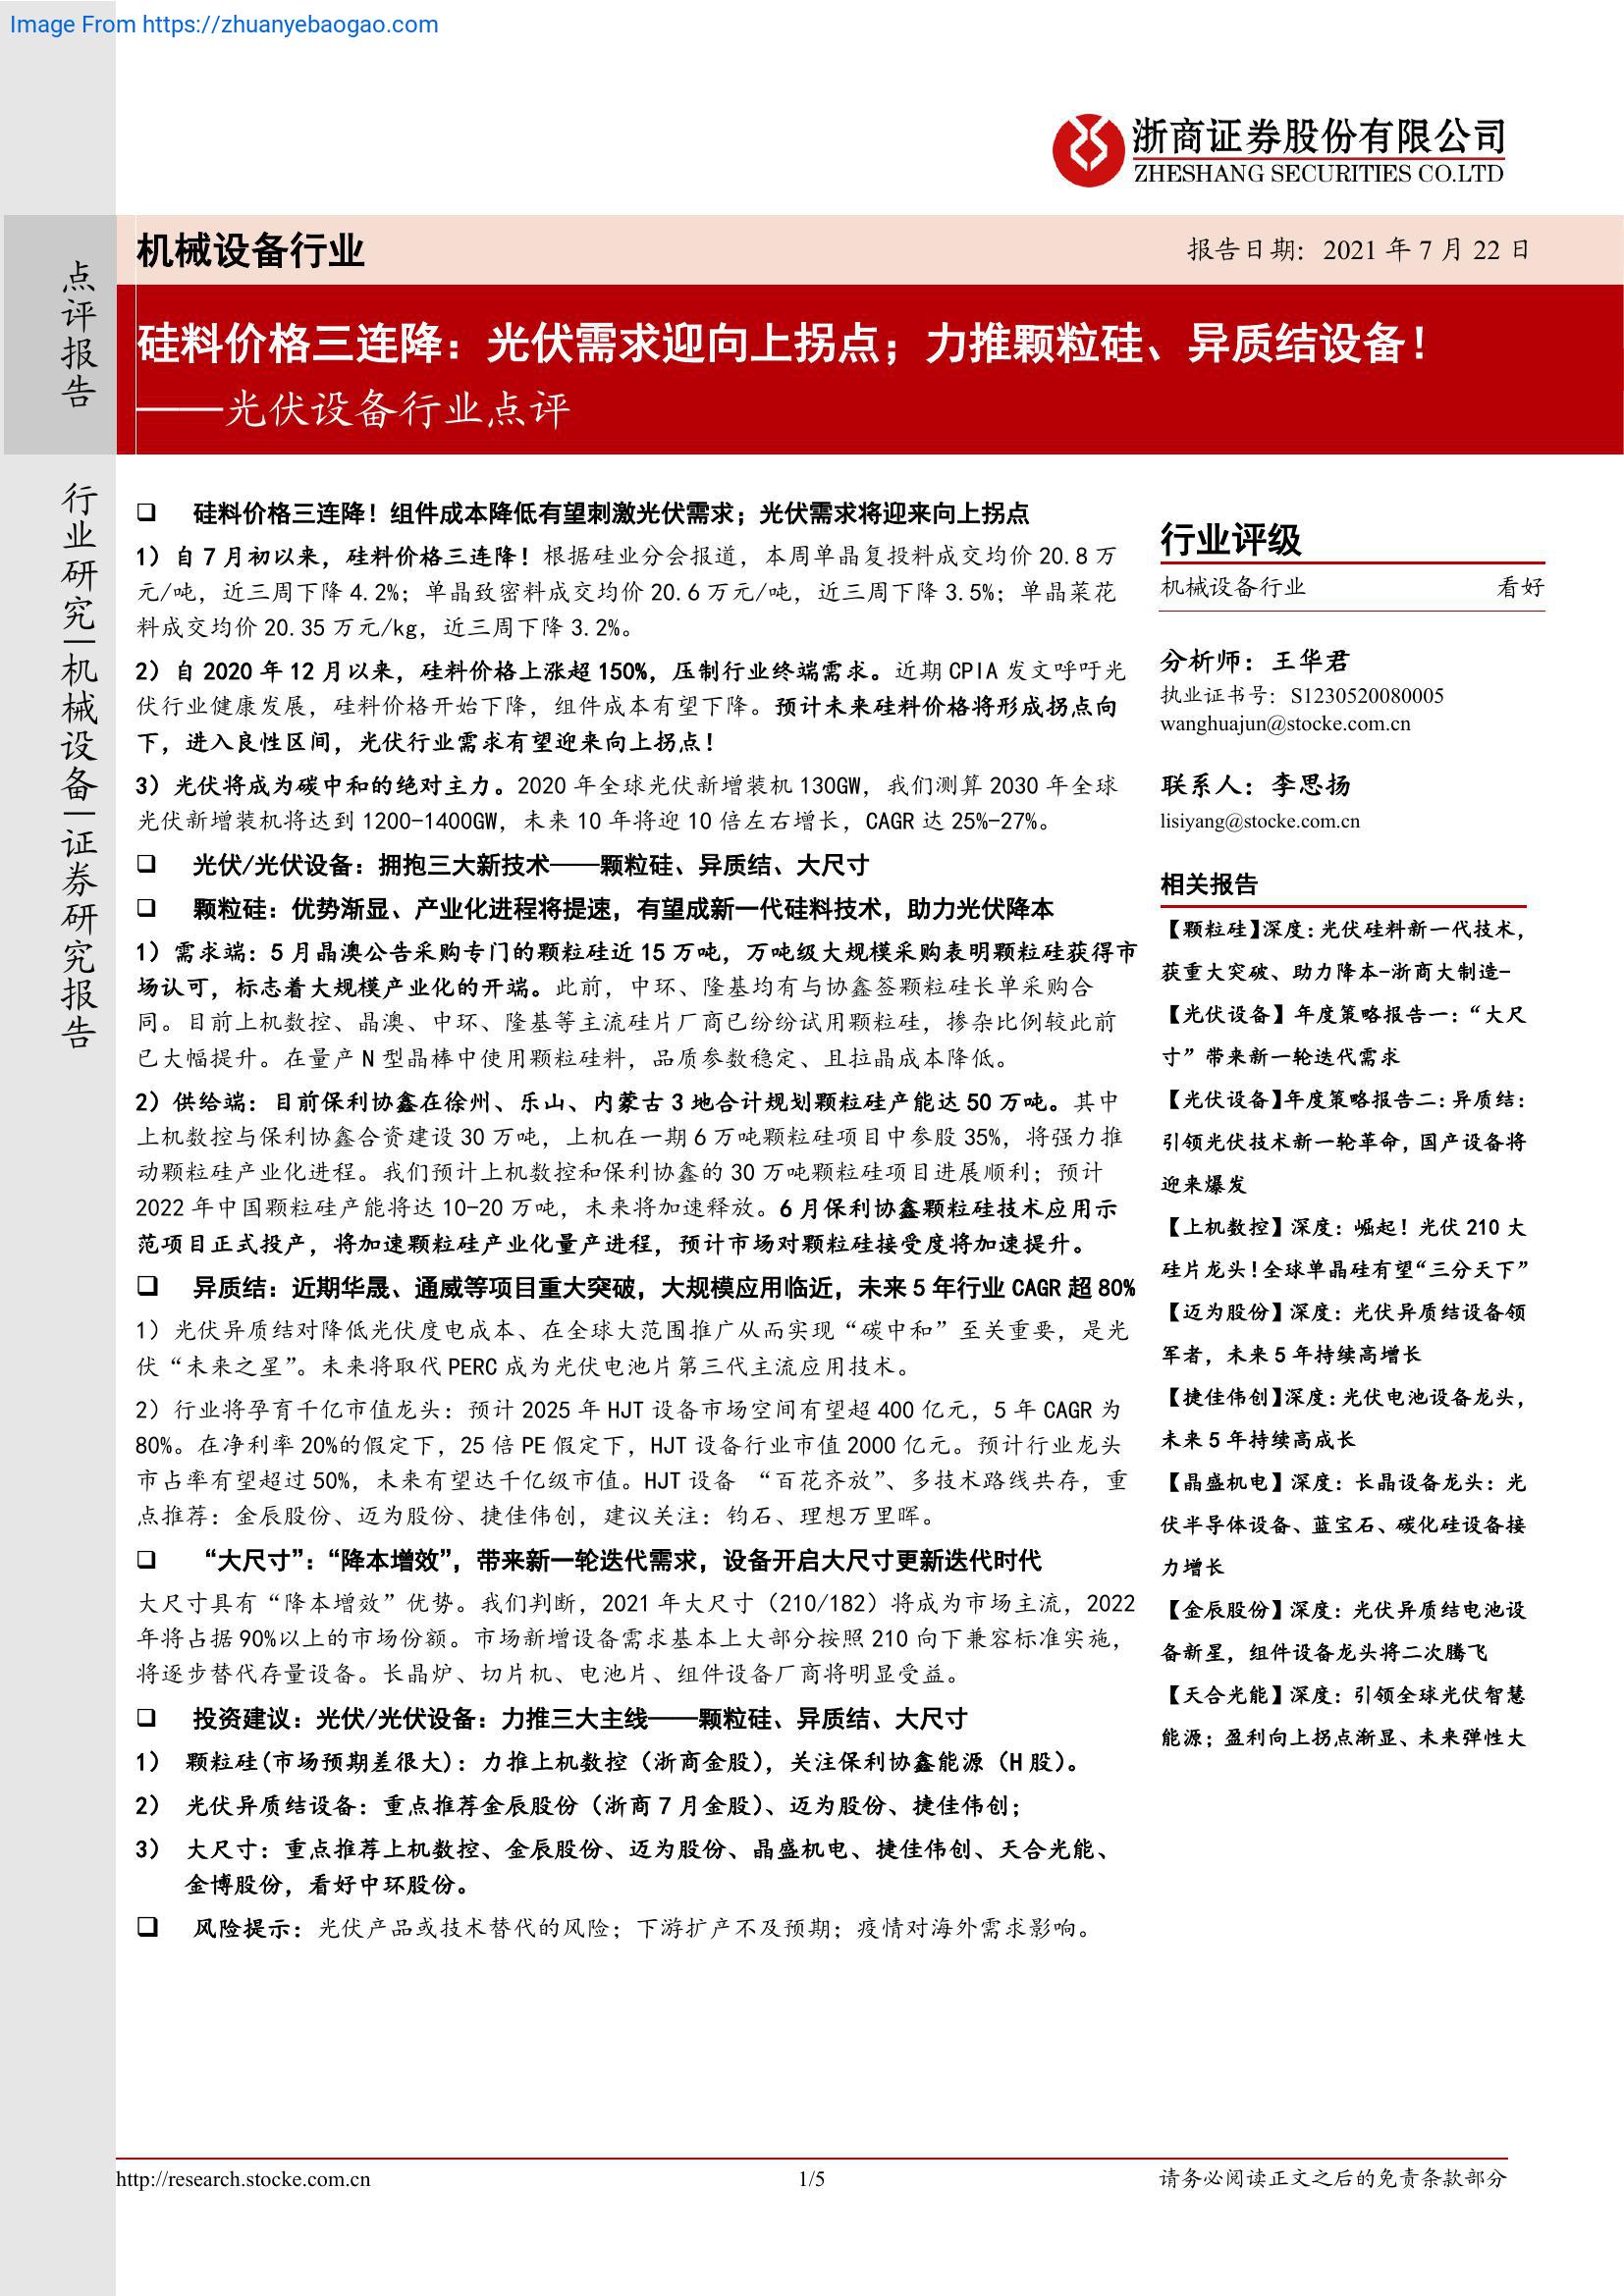 Image From https://zhuanyebaogao.com
浙商证券股份有限公司
ZHESHANG SECURITIES CO.LTD
点评报告
机械设备行业
报告日期：2021 年 7 月 22 日
硅料价格三连降：光伏需求迎向上拐点；力推颗粒硅、异质结设备！
——光伏设备行业点评
行业研究|机械设备|证券研究报告
硅料价格三连降！组件成本降低有望刺激光伏需求；光伏需求将迎来向上拐点
1）自 7 月初以来，硅料价格三连降！根据硅业分会报道，本周单晶复投料成交均价 20.8 万
元/吨，近三周下降 4.2%；单晶致密料成交均价 20.6 万元/吨，近三周下降 3.5%；单晶菜花
料成交均价 20.35 万元/kg，近三周下降 3.2%。
2）自 2020 年 12 月以来，硅料价格上涨超 150%，压制行业终端需求。近期 CPIA 发文呼吁光
伏行业健康发展，硅料价格开始下降，组件成本有望下降。预计未来硅料价格将形成拐点向
下，进入良性区间，光伏行业需求有望迎来向上拐点！
3）光伏将成为碳中和的绝对主力。2020 年全球光伏新增装机 130GW，我们测算 2030 年全球
光伏新增装机将达到 1200-1400GW，未来 10 年将迎 10 倍左右增长，CAGR 达 25%-27%。
光伏/光伏设备：拥抱三大新技术——颗粒硅、异质结、大尺寸
颗粒硅：优势渐显、产业化进程将提速，有望成新一代硅料技术，助力光伏降本
1）需求端：5 月晶澳公告采购专门的颗粒硅近 15 万吨，万吨级大规模采购表明颗粒硅获得市
场认可，标志着大规模产业化的开端。此前，中环、隆基均有与协鑫签颗粒硅长单采购合
同。目前上机数控、晶澳、中环、隆基等主流硅片厂商已纷纷试用颗粒硅，掺杂比例较此前
已大幅提升。在量产 N 型晶棒中使用颗粒硅料，品质参数稳定、且拉晶成本降低。
2）供给端：目前保利协鑫在徐州、乐山、内蒙古 3 地合计规划颗粒硅产能达 50 万吨。其中
上机数控与保利协鑫合资建设 30 万吨，上机在一期 6 万吨颗粒硅项目中参股 35%，将强力推
动颗粒硅产业化进程。我们预计上机数控和保利协鑫的 30 万吨颗粒硅项目进展顺利；预计
2022 年中国颗粒硅产能将达 10-20 万吨，未来将加速释放。6 月保利协鑫颗粒硅技术应用示
范项目正式投产，将加速颗粒硅产业化量产进程，预计市场对颗粒硅接受度将加速提升。
异质结：近期华晟、通威等项目重大突破，大规模应用临近，未来 5 年行业 CAGR 超 80%
1）光伏异质结对降低光伏度电成本、在全球大范围推广从而实现“碳中和”至关重要，是光
伏“未来之星”。未来将取代 PERC 成为光伏电池片第三代主流应用技术。
2）行业将孕育千亿市值龙头：预计 2025 年 HJT 设备市场空间有望超 400 亿元，5 年 CAGR 为
80%。在净利率 20%的假定下，25 倍 PE 假定下，HJT 设备行业市值 2000 亿元。预计行业龙头
市占率有望超过 50%，未来有望达千亿级市值。HJT 设备 “百花齐放”、多技术路线共存，重
点推荐：金辰股份、迈为股份、捷佳伟创，建议关注：钧石、理想万里晖。
“大尺寸”：“降本增效”，带来新一轮迭代需求，设备开启大尺寸更新迭代时代
大尺寸具有“降本增效”优势。我们判断，2021 年大尺寸（210/182）将成为市场主流，2022
年将占据 90%以上的市场份额。市场新增设备需求基本上大部分按照 210 向下兼容标准实施，
将逐步替代存量设备。长晶炉、切片机、电池片、组件设备厂商将明显受益。
投资建议：光伏/光伏设备：力推三大主线——颗粒硅、异质结、大尺寸
1） 颗粒硅(市场预期差很大)：力推上机数控（浙商金股），关注保利协鑫能源（H 股）。
2） 光伏异质结设备：重点推荐金辰股份（浙商 7 月金股）、迈为股份、捷佳伟创；
3） 大尺寸：重点推荐上机数控、金辰股份、迈为股份、晶盛机电、捷佳伟创、天合光能、
金博股份，看好中环股份。
风险提示：光伏产品或技术替代的风险；下游扩产不及预期；疫情对海外需求影响。
行业评级
机械设备行业 看好
分析师：王华君
执业证书号：S1230520080005
wanghuajun@stocke.com.cn
联系人：李思扬
lisiyang@stocke.com.cn
相关报告
【颗粒硅】深度：光伏硅料新一代技术，
获重大突破、助力降本-浙商大制造-
【光伏设备】年度策略报告一：“大尺
寸”带来新一轮迭代需求
【光伏设备】年度策略报告二：异质结：
引领光伏技术新一轮革命，国产设备将
迎来爆发
【上机数控】深度：崛起！光伏 210 大
硅片龙头！全球单晶硅有望“三分天下”
【迈为股份】深度：光伏异质结设备领
军者，未来 5 年持续高增长
【捷佳伟创】深度：光伏电池设备龙头，
未来 5 年持续高成长
【晶盛机电】深度：长晶设备龙头：光
伏半导体设备、蓝宝石、碳化硅设备接
力增长
【金辰股份】深度：光伏异质结电池设
备新星，组件设备龙头将二次腾飞
【天合光能】深度：引领全球光伏智慧
能源；盈利向上拐点渐显、未来弹性大
http://research.stocke.com.cn
1/5
请务必阅读正文之后的免责条款部分